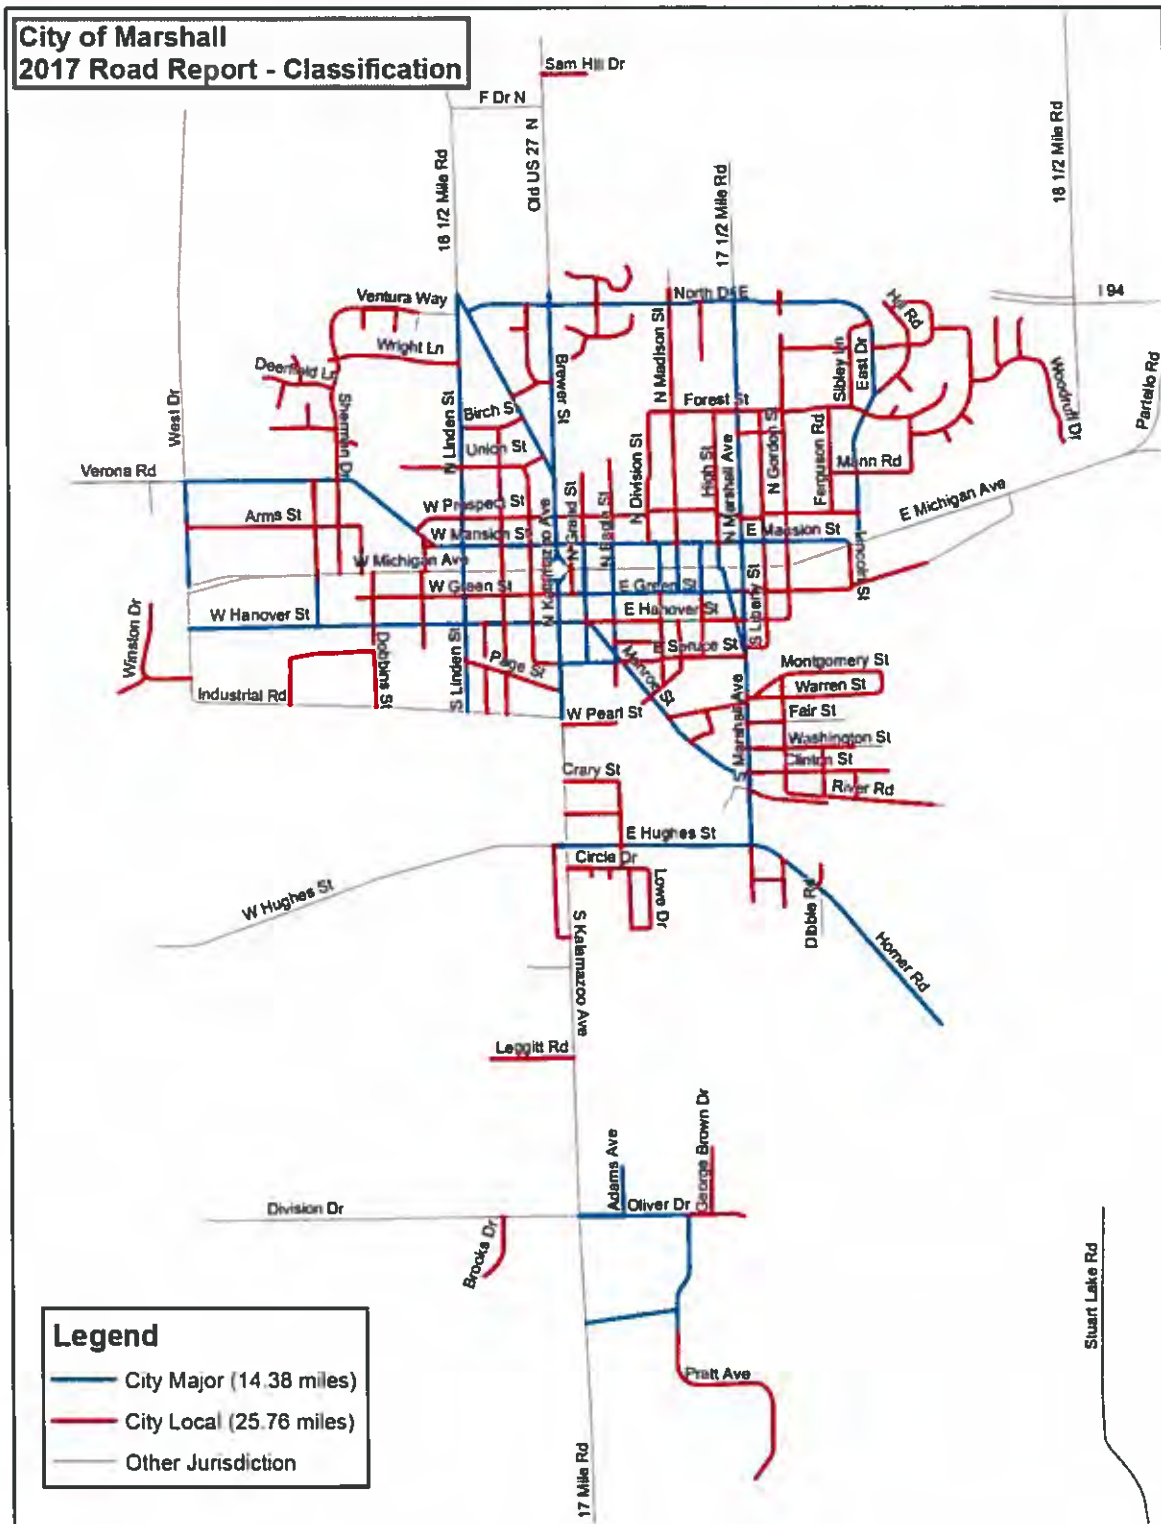 City of Marshall
2017 Road Report - Classification
Sam Hill Dr
F Dr N
Old US 27 N
16 1/2 Mile Rd
17 1/2 Mile Rd
18 1/2 Mile Rd
I 94
Ventura Way
North Dr E
Hill Rd
Wright Ln
Deerfield Ln
Sherman Dr
West Dr
N Linden St
Birch St
Brewer St
N Madison St
Forest St
Sibley Ln
East Dr
Woodruff Dr
Partello Rd
Union St
Verona Rd
N Division St
High St
N Marshall Ave
N Gordon St
Ferguson Rd
Mann Rd
E Michigan Ave
W Prospect St
Arms St
W Mansion St
N Kalamazoo Ave
N Grand St
N Eagle St
E Mansion St
W Michigan Ave
Lincoln St
W Green St
E Green St
W Hanover St
E Hanover St
S Liberty St
Winston Dr
Dobbins St
S Linden St
Page St
Monroe St
E Spruce St
Montgomery St
Warren St
Industrial Rd
W Pearl St
S Marshall Ave
Fair St
Washington St
Clinton St
River Rd
Crary St
E Hughes St
Circle Dr
Lowe Dr
W Hughes St
Dibble Rd
Homer Rd
S Kalamazoo Ave
Leggitt Rd
Adams Ave
George Brown Dr
Division Dr
Oliver Dr
Brooks Dr
Stuart Lake Rd
Pratt Ave
17 Mile Rd
Legend
City Major (14.38 miles)
City Local (25.76 miles)
Other Jurisdiction